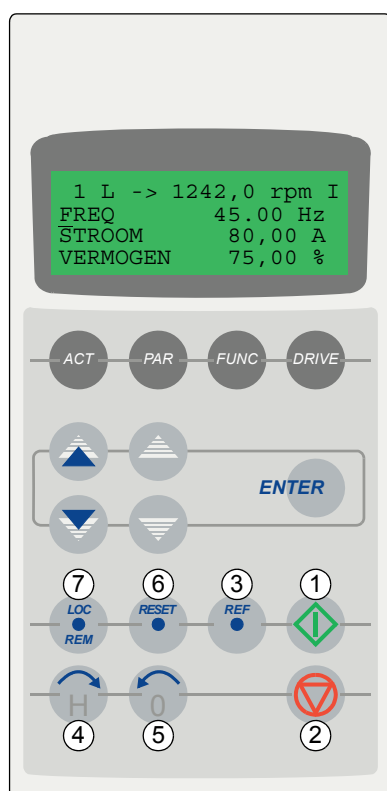 1 L -> 1242,0 rpm I
FREQ 45.00 Hz
STROOM 80,00 A
VERMOGEN 75,00 %
ACT PAR FUNC DRIVE
ENTER
7 6 3 1
LOC RESET REF
REM
H 0
4 5 2